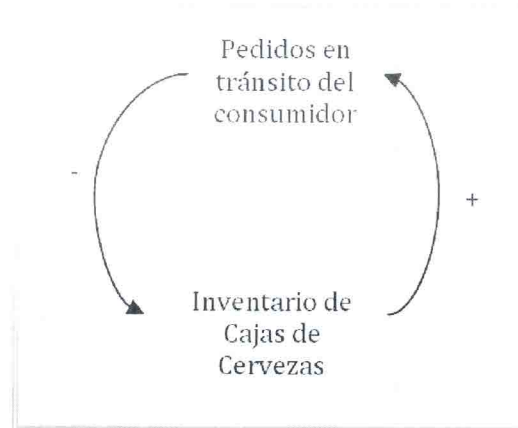 Pedidos en
tránsito del
consumidor
-
+
Inventario de
Cajas de
Cervezas